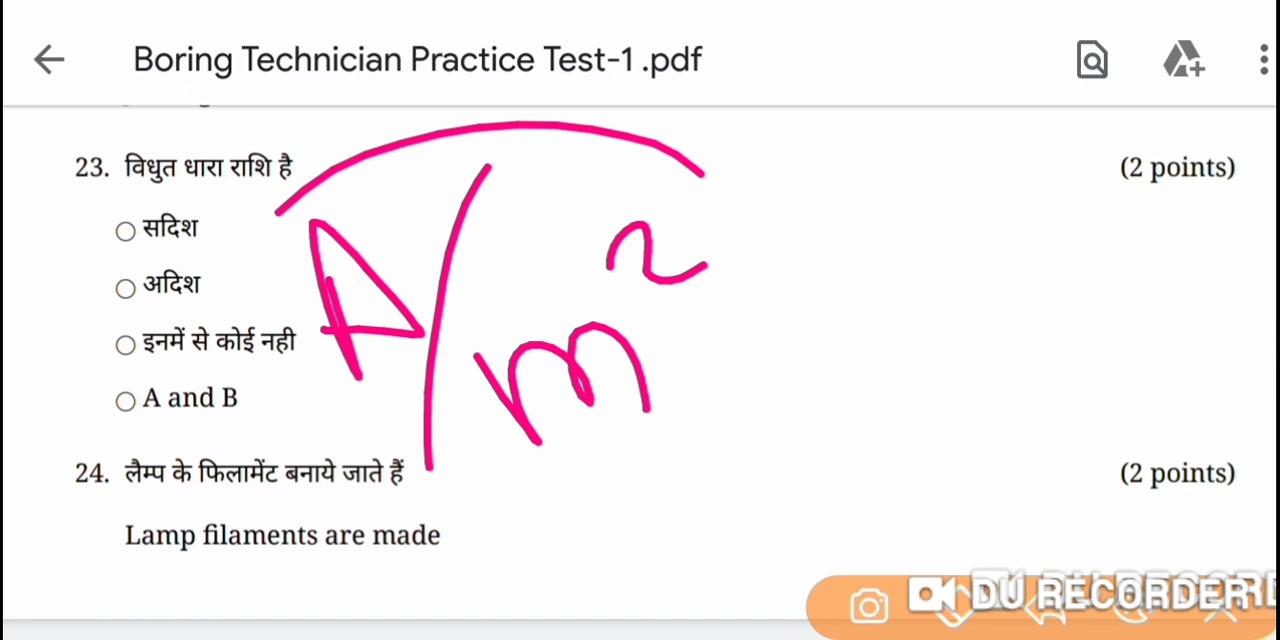 Boring Technician Practice Test-1 .pdf
23. विधुत धारा राशि है (2 points)
सदिश
अदिश
इनमें से कोई नही
A and B
A/m2
24. लैम्प के फिलामेंट बनाये जाते हैं (2 points)
Lamp filaments are made
DU RECORDER